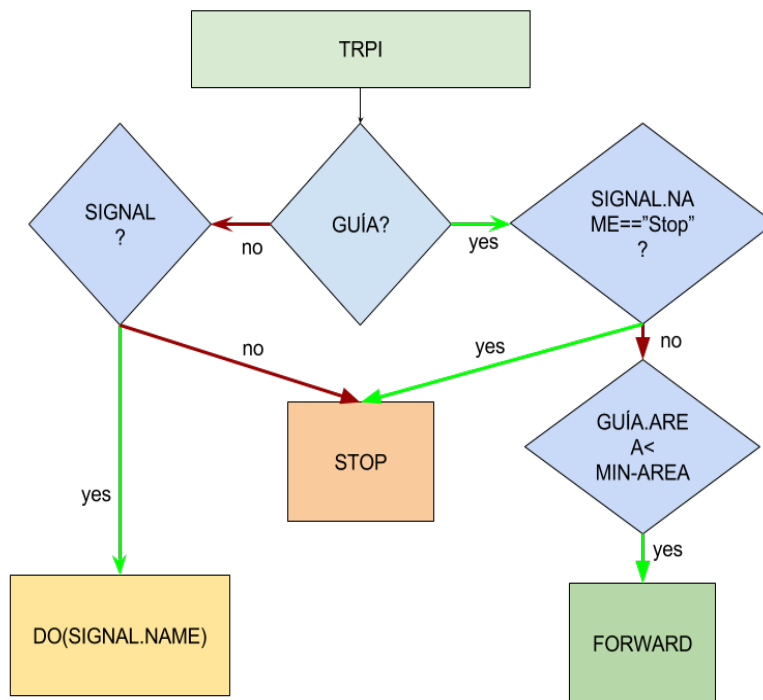 TRPI
SIGNAL
?
GUÍA?
SIGNAL.NA
ME=="Stop"
?
no
yes
no
yes
no
STOP
GUÍA.ARE
A<
MIN-AREA
yes
yes
DO(SIGNAL.NAME)
FORWARD